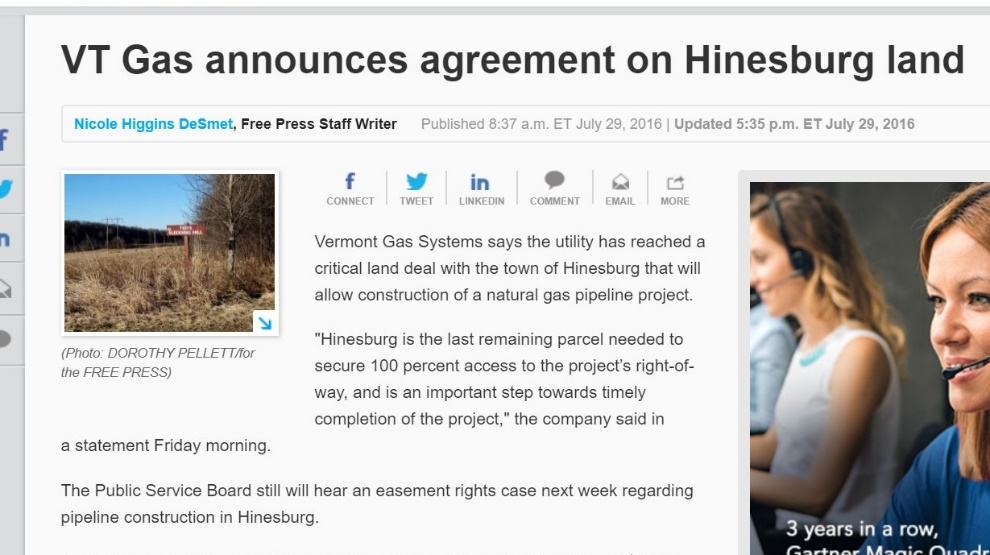 VT Gas announces agreement on Hinesburg land
Nicole Higgins DeSmet, Free Press Staff Writer Published 8:37 a.m. ET July 29, 2016 | Updated 5:35 p.m. ET July 29, 2016
CONNECT TWEET LINKEDIN COMMENT EMAIL MORE
(Photo: DOROTHY PELLETT/for
the FREE PRESS)
Vermont Gas Systems says the utility has reached a
critical land deal with the town of Hinesburg that will
allow construction of a natural gas pipeline project.
"Hinesburg is the last remaining parcel needed to
secure 100 percent access to the project's right-of-
way, and is an important step towards timely
completion of the project," the company said in
a statement Friday morning.
The Public Service Board still will hear an easement rights case next week regarding
pipeline construction in Hinesburg.
3 years in a row,
Gartner Magic Quadr